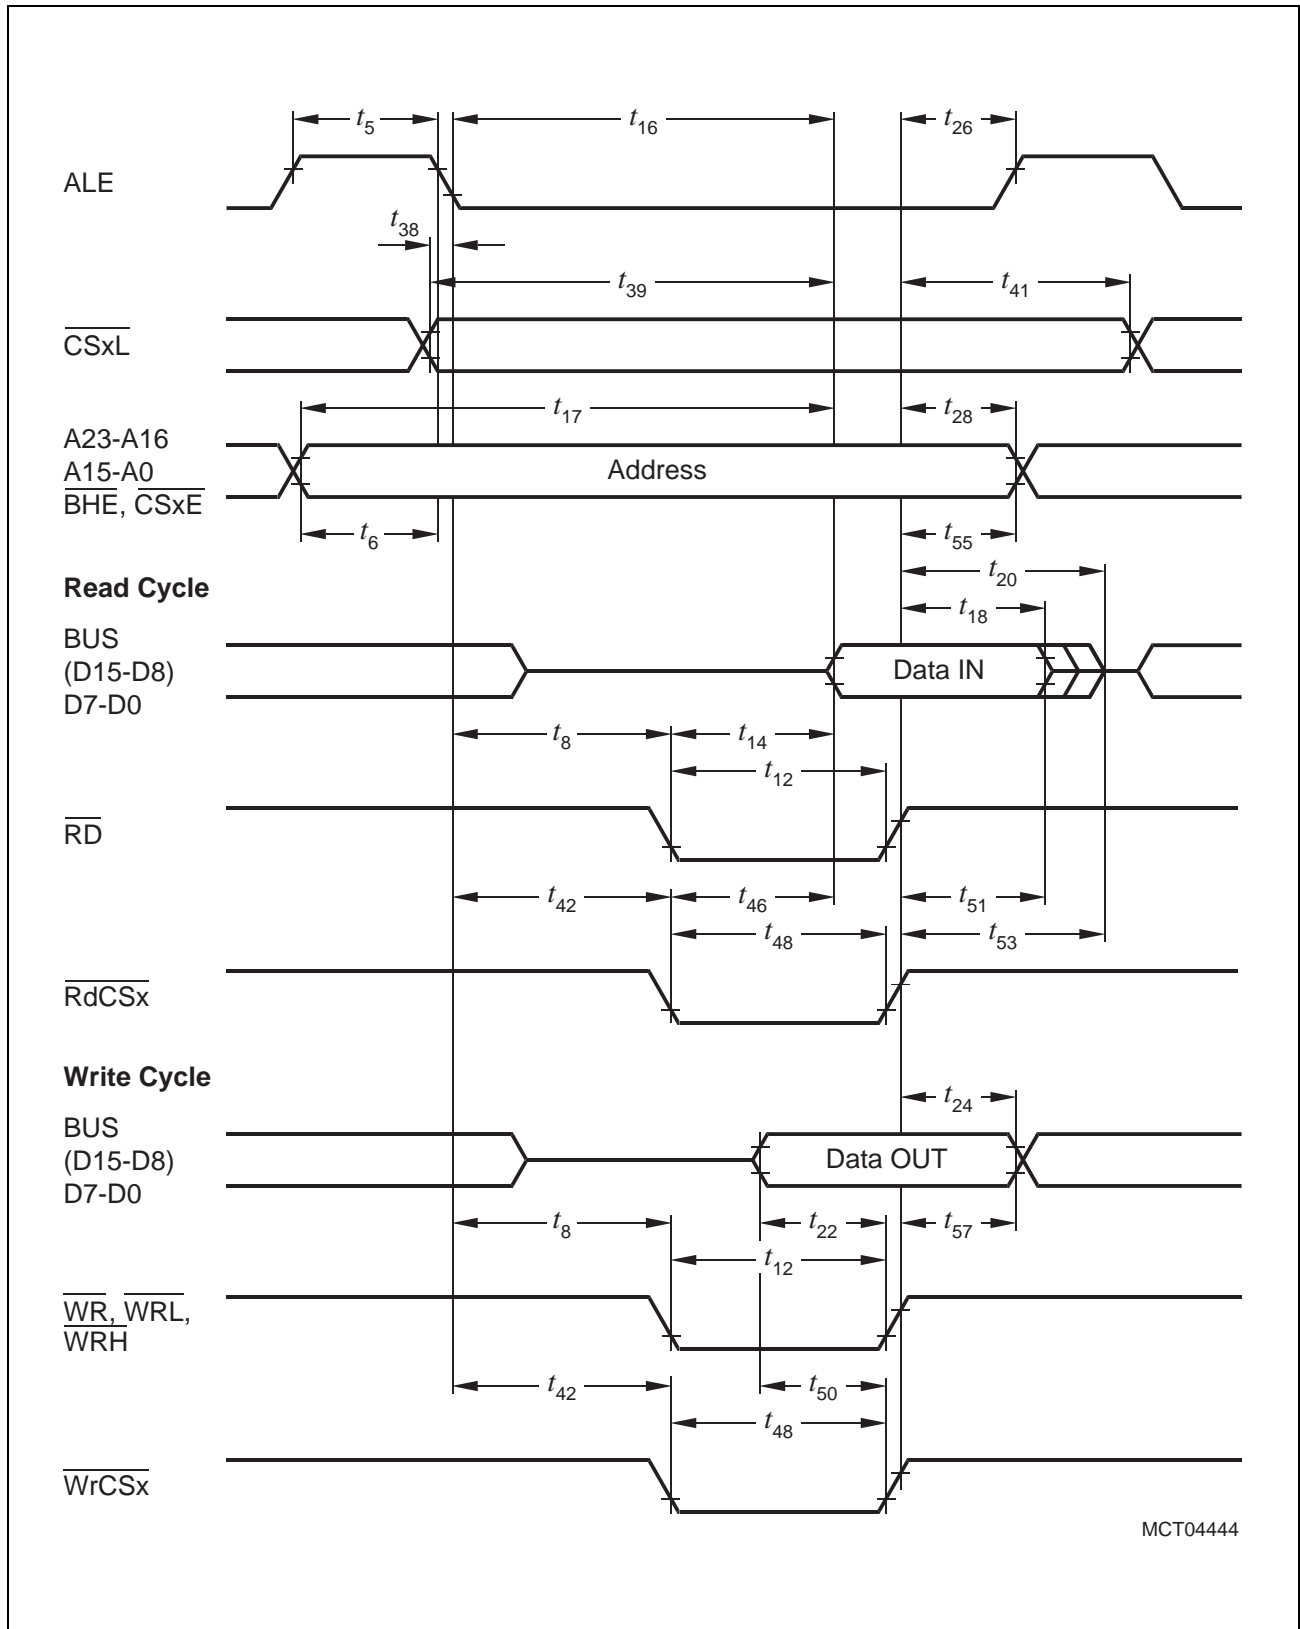 t5 t16 t26
ALE
t38
t39 t41
CSxL
t17 t28
A23-A16
A15-A0
BHE, CSxE
Address
t6 t55
t20
Read Cycle
t18
BUS
(D15-D8)
D7-D0
Data IN
t8 t14
t12
RD
t42 t46 t51
t48 t53
RdCSx
Write Cycle
t24
BUS
(D15-D8)
D7-D0
Data OUT
t8 t22 t57
t12
WR, WRL,
WRH
t42 t50
t48
WrCSx
MCT04444